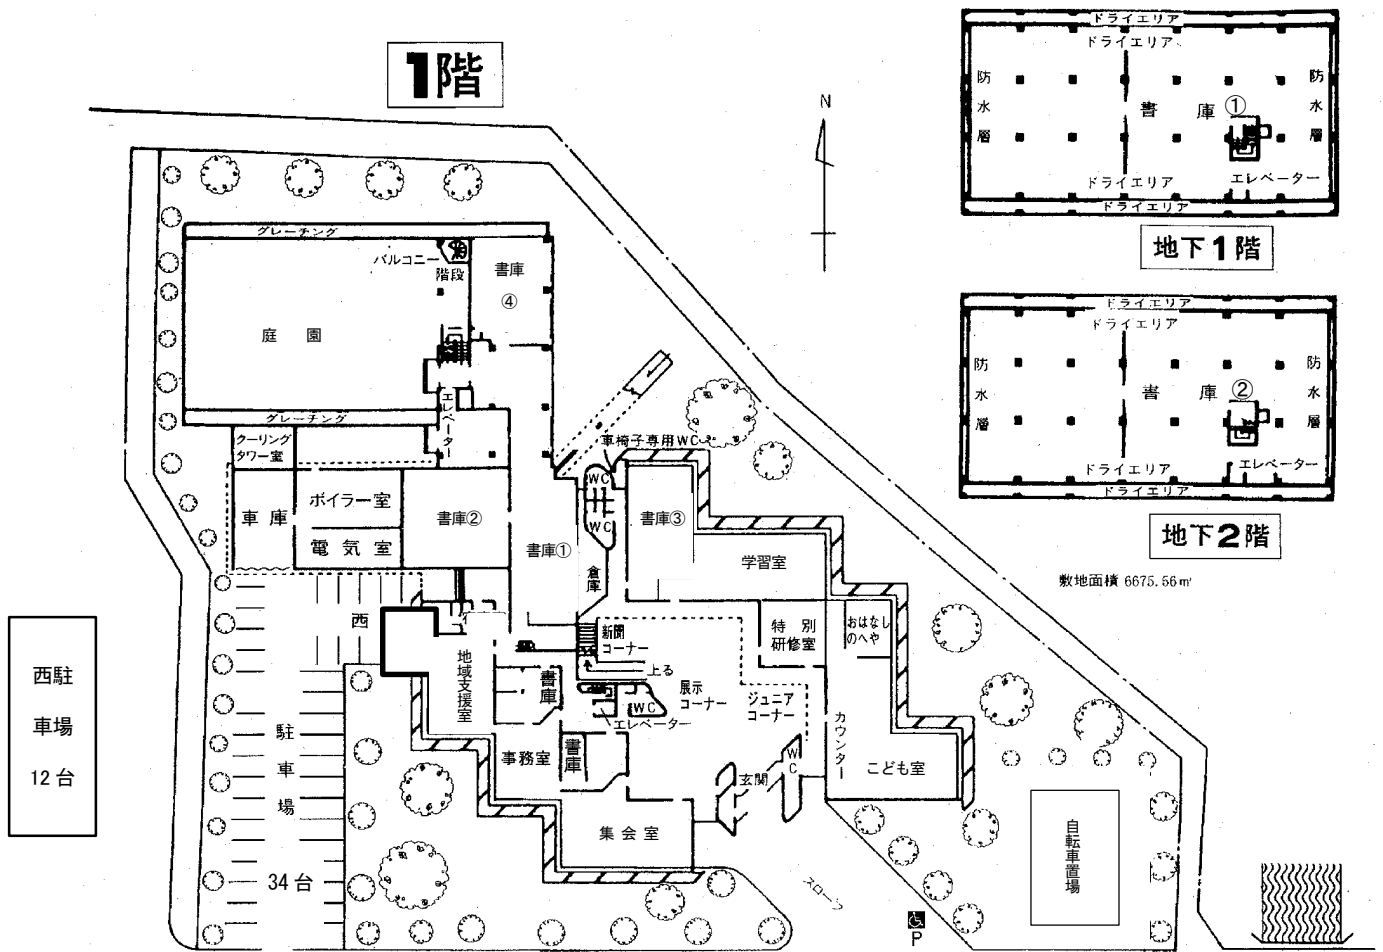 1階
N
グレーチング
バルコニー
階段
書庫
④
庭園
グレーチング
エレベーター
クーリング
タワー室
車椅子専用WC
WC
WC
ボイラー室
車庫
電気室
書庫②
書庫①
書庫③
学習室
倉庫
西
駐車場
34台
西駐
車場
12台
地域支援室
書庫
新聞
コーナー
上る
展示
コーナー
WC
エレベーター
特別
研修室
おはなし
のへや
ジュニア
コーナー
カウンター
事務室
書庫
玄関
WC
こども室
集会室
スロープ
P
自転車置場
ドライエリア
ドライエリア
防水層
書庫①
防水層
エレベーター
ドライエリア
ドライエリア
地下1階
ドライエリア
ドライエリア
防水層
書庫②
防水層
エレベーター
ドライエリア
ドライエリア
地下2階
敷地面積 6675.56㎡